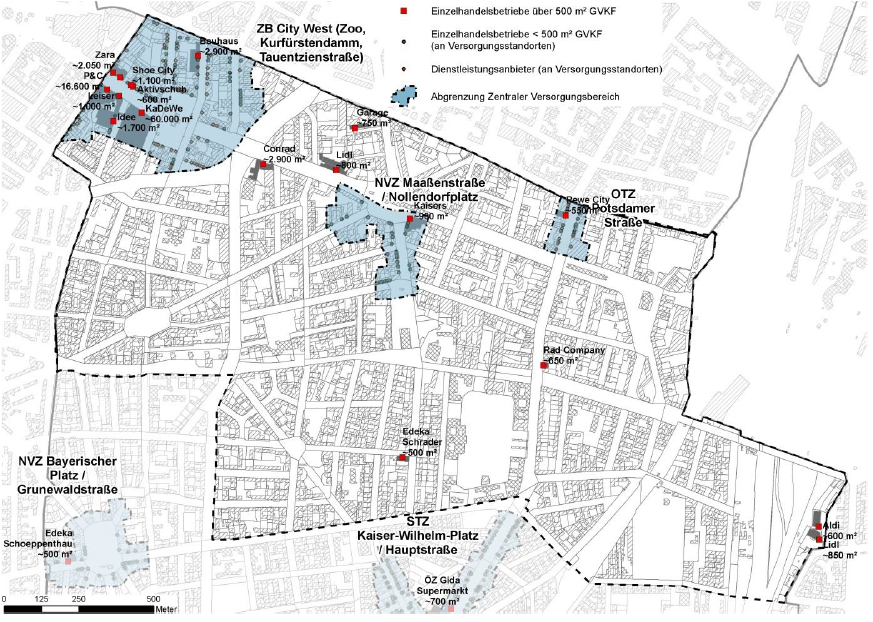 ZB City West (Zoo,
Kurfürstendamm,
Tauentzienstraße)
Einzelhandelsbetriebe über 500 m² GVKF
Einzelhandelsbetriebe < 500 m² GVKF
(an Versorgungsstandorten)
Dienstleistungsanbieter (an Versorgungsstandorten)
Abgrenzung Zentraler Versorgungsbereich
Bauhaus
~2.900 m²
Zara
~2.050 m²
P&C
~16.600 m²
Shoe City
~1.100 m²
Aktivschuh
~600 m²
Leiser
~1.000 m²
KaDeWe
~60.000 m²
Idee
~1.700 m²
Garage
~750 m²
Conrad
~2.900 m²
Lidl
~800 m²
NVZ Maaßenstraße
/ Nollendorfplatz
Kaisers
~980 m²
Rewe City
~550 m²
OTZ
Potsdamer
Straße
Rad Company
~650 m²
Edeka
Schrader
~500 m²
NVZ Bayerischer
Platz /
Grunewaldstraße
Edeka
Schoeppenthau
~500 m²
STZ
Kaiser-Wilhelm-Platz
/ Hauptstraße
ÖZ Gida
Supermarkt
~700 m²
Aldi
~600 m²
Lidl
~850 m²
0 125 250 500
Meter